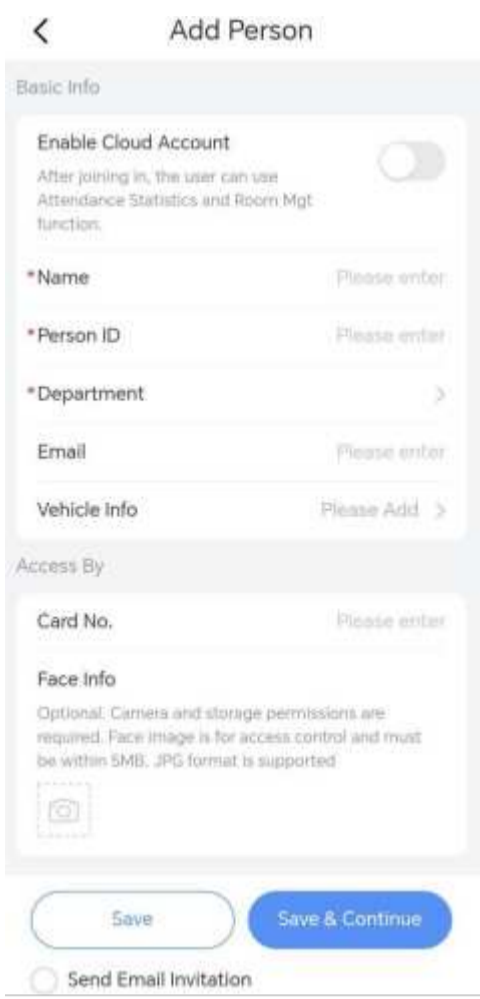 Add Person
Basic Info
Enable Cloud Account
After joining in, the user can use
Attendance Statistics and Room Mgt
function.
*Name Please enter
*Person ID Please enter
*Department
Email Please enter
Vehicle Info Please Add
Access By
Card No. Please enter
Face Info
Optional. Camera and storage permissions are
required. Face image is for access control and must
be within 5MB. JPG format is supported
Save
Save & Continue
Send Email Invitation